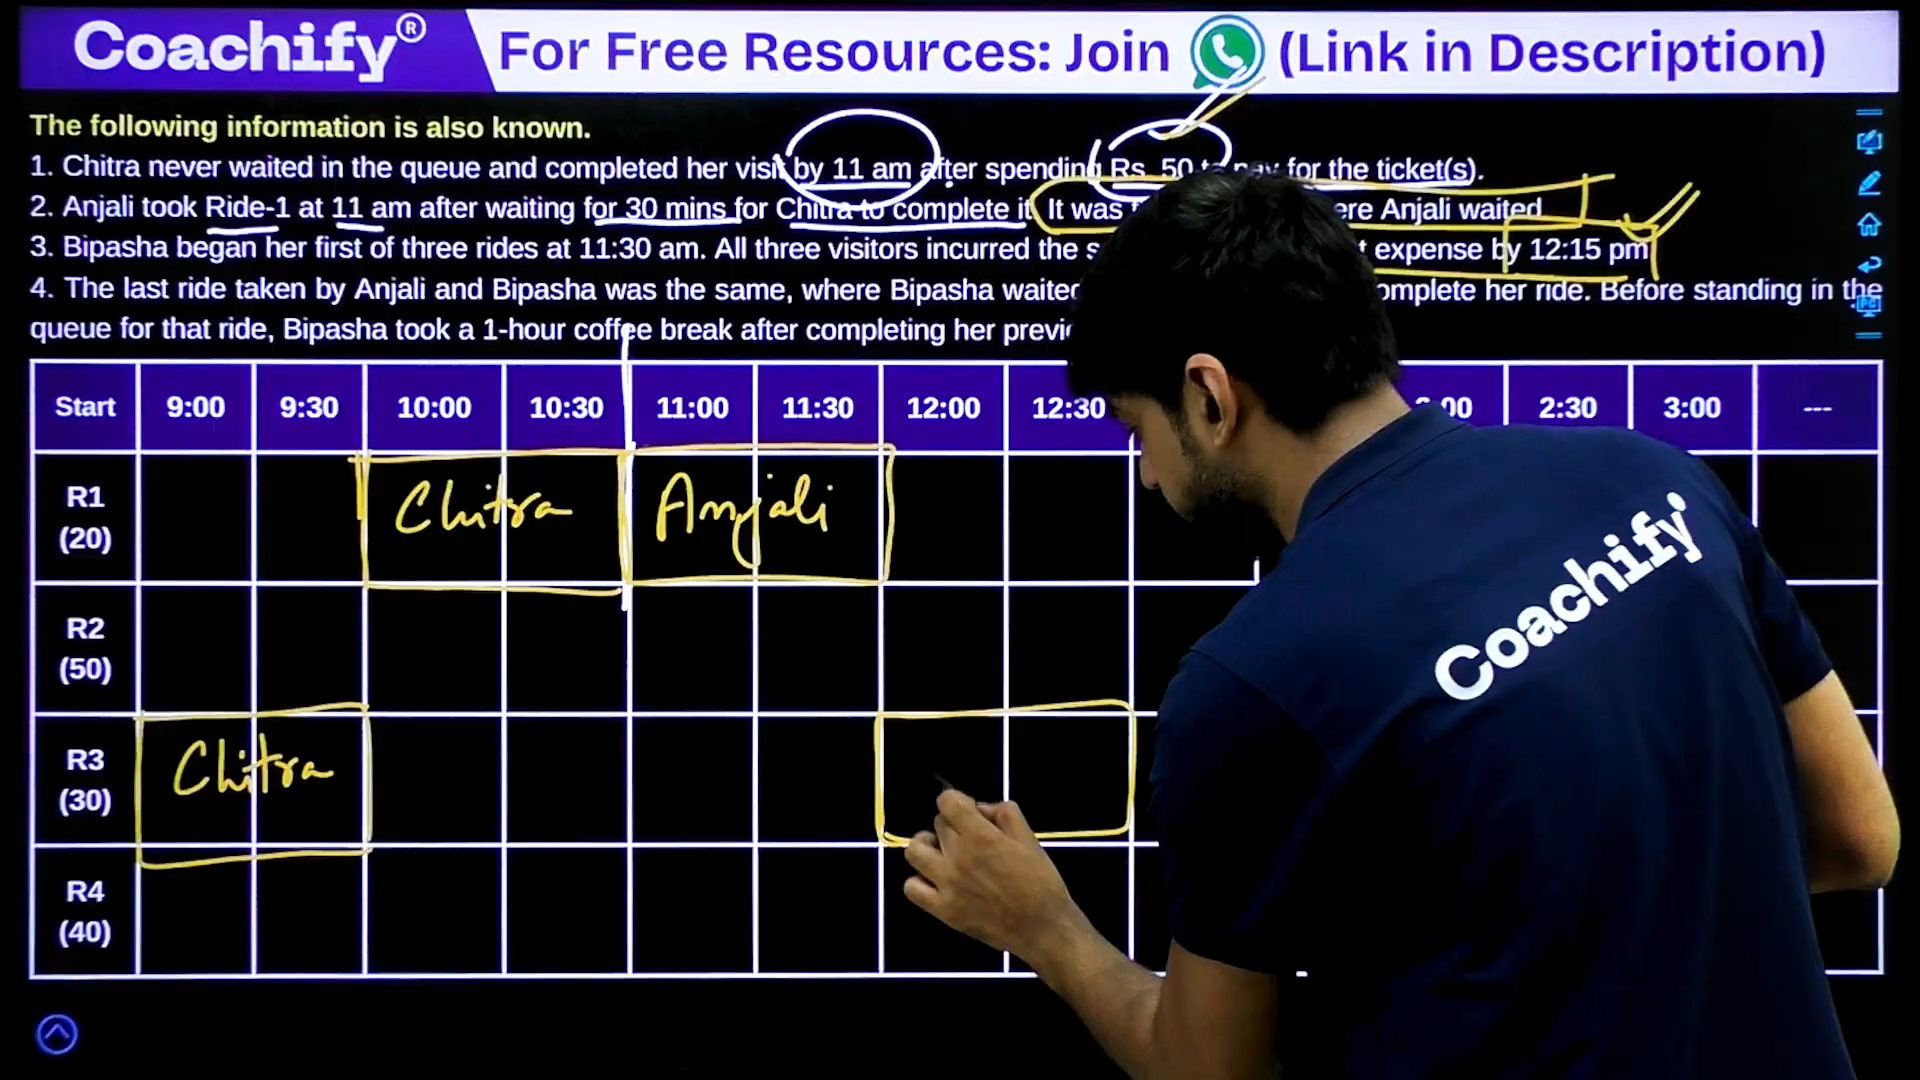 Coachify® For Free Resources: Join (Link in Description)
The following information is also known.
1. Chitra never waited in the queue and completed her visit by 11 am after spending Rs. 50 to pay for the ticket(s).
2. Anjali took Ride-1 at 11 am after waiting for 30 mins for Chitra to complete it. It was Anjali waited
3. Bipasha began her first of three rides at 11:30 am. All three visitors incurred the expense by 12:15 pm
4. The last ride taken by Anjali and Bipasha was the same, where Bipasha waited her ride. Before standing in the
queue for that ride, Bipasha took a 1-hour coffee break after completing her
Start 9:00 9:30 10:00 10:30 11:00 11:30 12:00 12:30 2:30 3:00 ---
R1
(20)
Chitra Anjali
R2
(50)
R3
(30)
Chitra
R4
(40)
Coachify